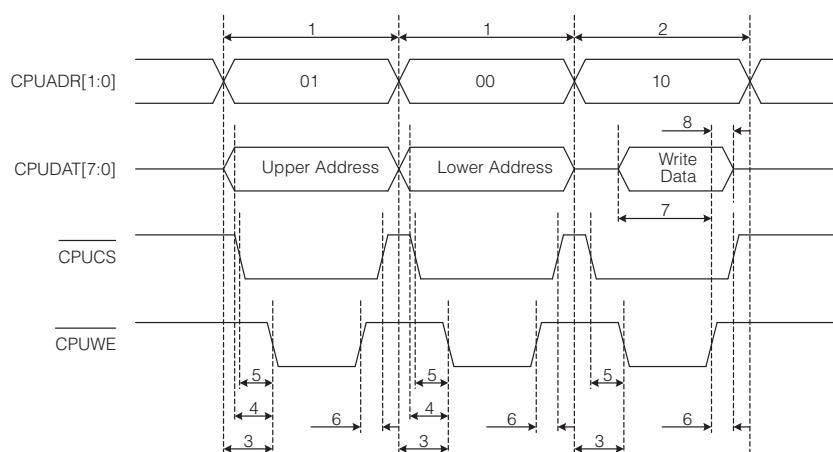 1 1 2
CPUADR[1:0] 01 00 10
8
CPUDAT[7:0] Upper Address Lower Address Write
Data
7
CPUCS
CPUWE
5 5 5
4 6 4 6 6
3 3 3